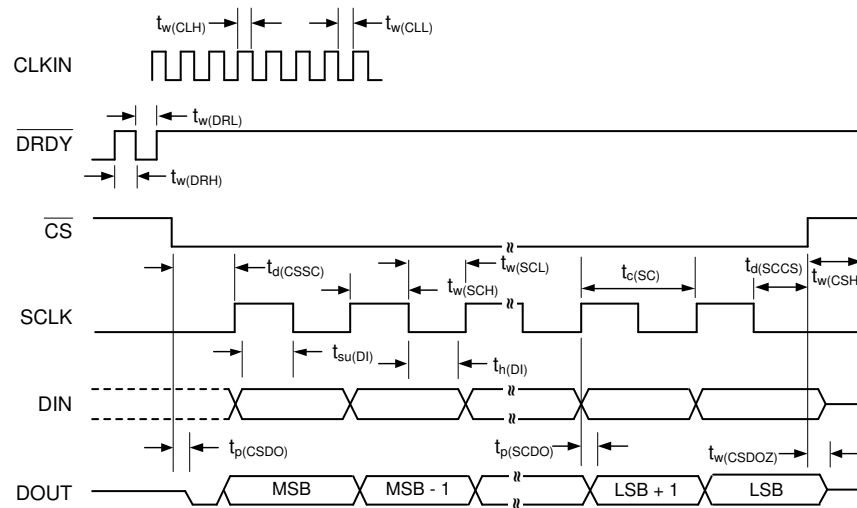 tw(CLH) tw(CLL)
CLKIN
tw(DRL)
DRDY
tw(DRH)
CS
td(CSSC) tw(SCL) tc(SC) td(SCCS)
tw(SCH) tw(CSH
SCLK
tsu(DI) th(DI)
DIN
tp(CSDO) tp(SCDO) tw(CSDOZ)
DOUT MSB MSB - 1 LSB + 1 LSB